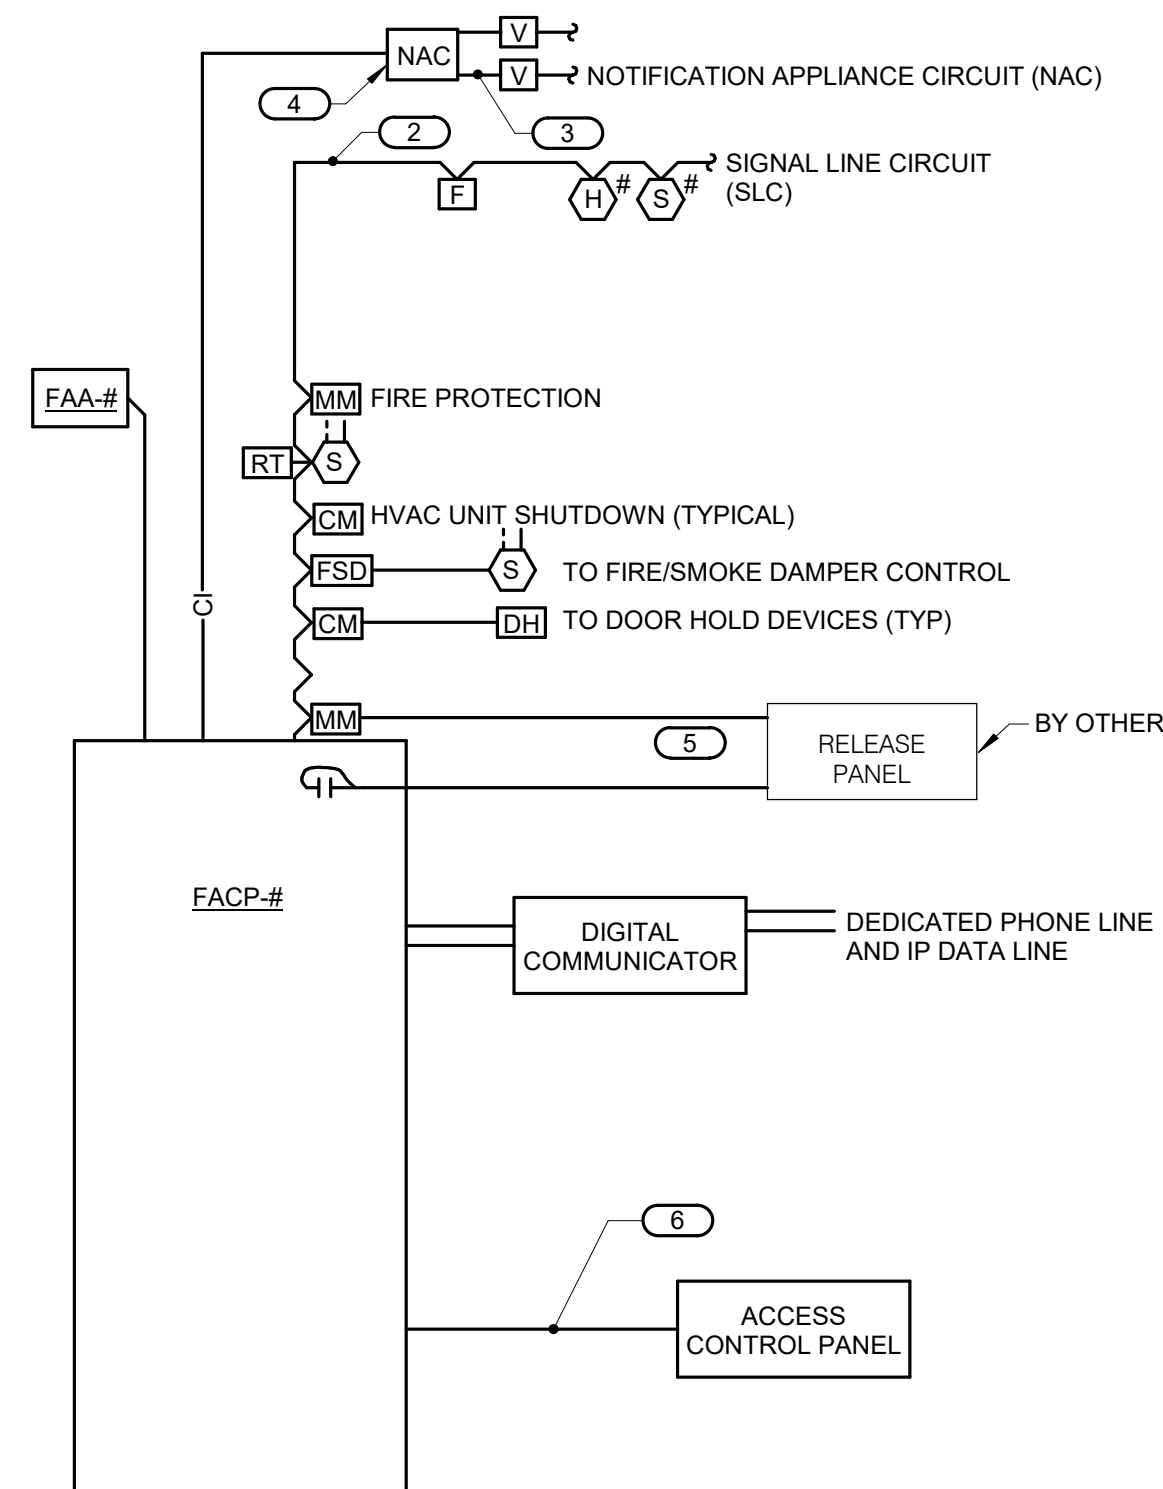 V
NAC
V
NOTIFICATION APPLIANCE CIRCUIT (NAC)
4
2
3
SIGNAL LINE CIRCUIT
(SLC)
F
H
#
S
#
FAA-#
MM
FIRE PROTECTION
RT
S
CM
HVAC UNIT SHUTDOWN (TYPICAL)
FSD
S
TO FIRE/SMOKE DAMPER CONTROL
CI
CM
DH
TO DOOR HOLD DEVICES (TYP)
MM
5
RELEASE
PANEL
BY OTHER
FACP-#
DIGITAL
COMMUNICATOR
DEDICATED PHONE LINE
AND IP DATA LINE
6
ACCESS
CONTROL PANEL